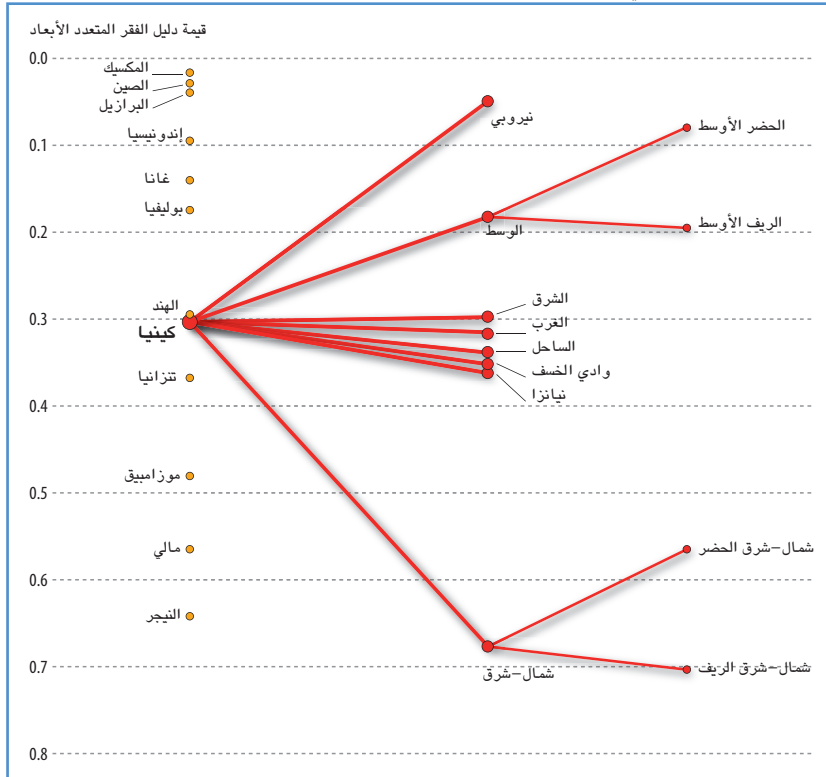 قيمة دليل الفقر المتعدد الأبعاد
0.0
المكسيك
الصين
البرازيل
نيروبي
0.1
الحضر الأوسط
إندونيسيا
غانا
بوليفيا
0.2
الوسط
الريف الأوسط
الهند
0.3
كينيا
الشرق
الغرب
الساحل
وادي الخسف
نيانزا
تنزانيا
0.4
موزامبيق
0.5
مالي
شمال-شرق الحضر
0.6
النيجر
0.7
شمال-شرق
شمال-شرق الريف
0.8